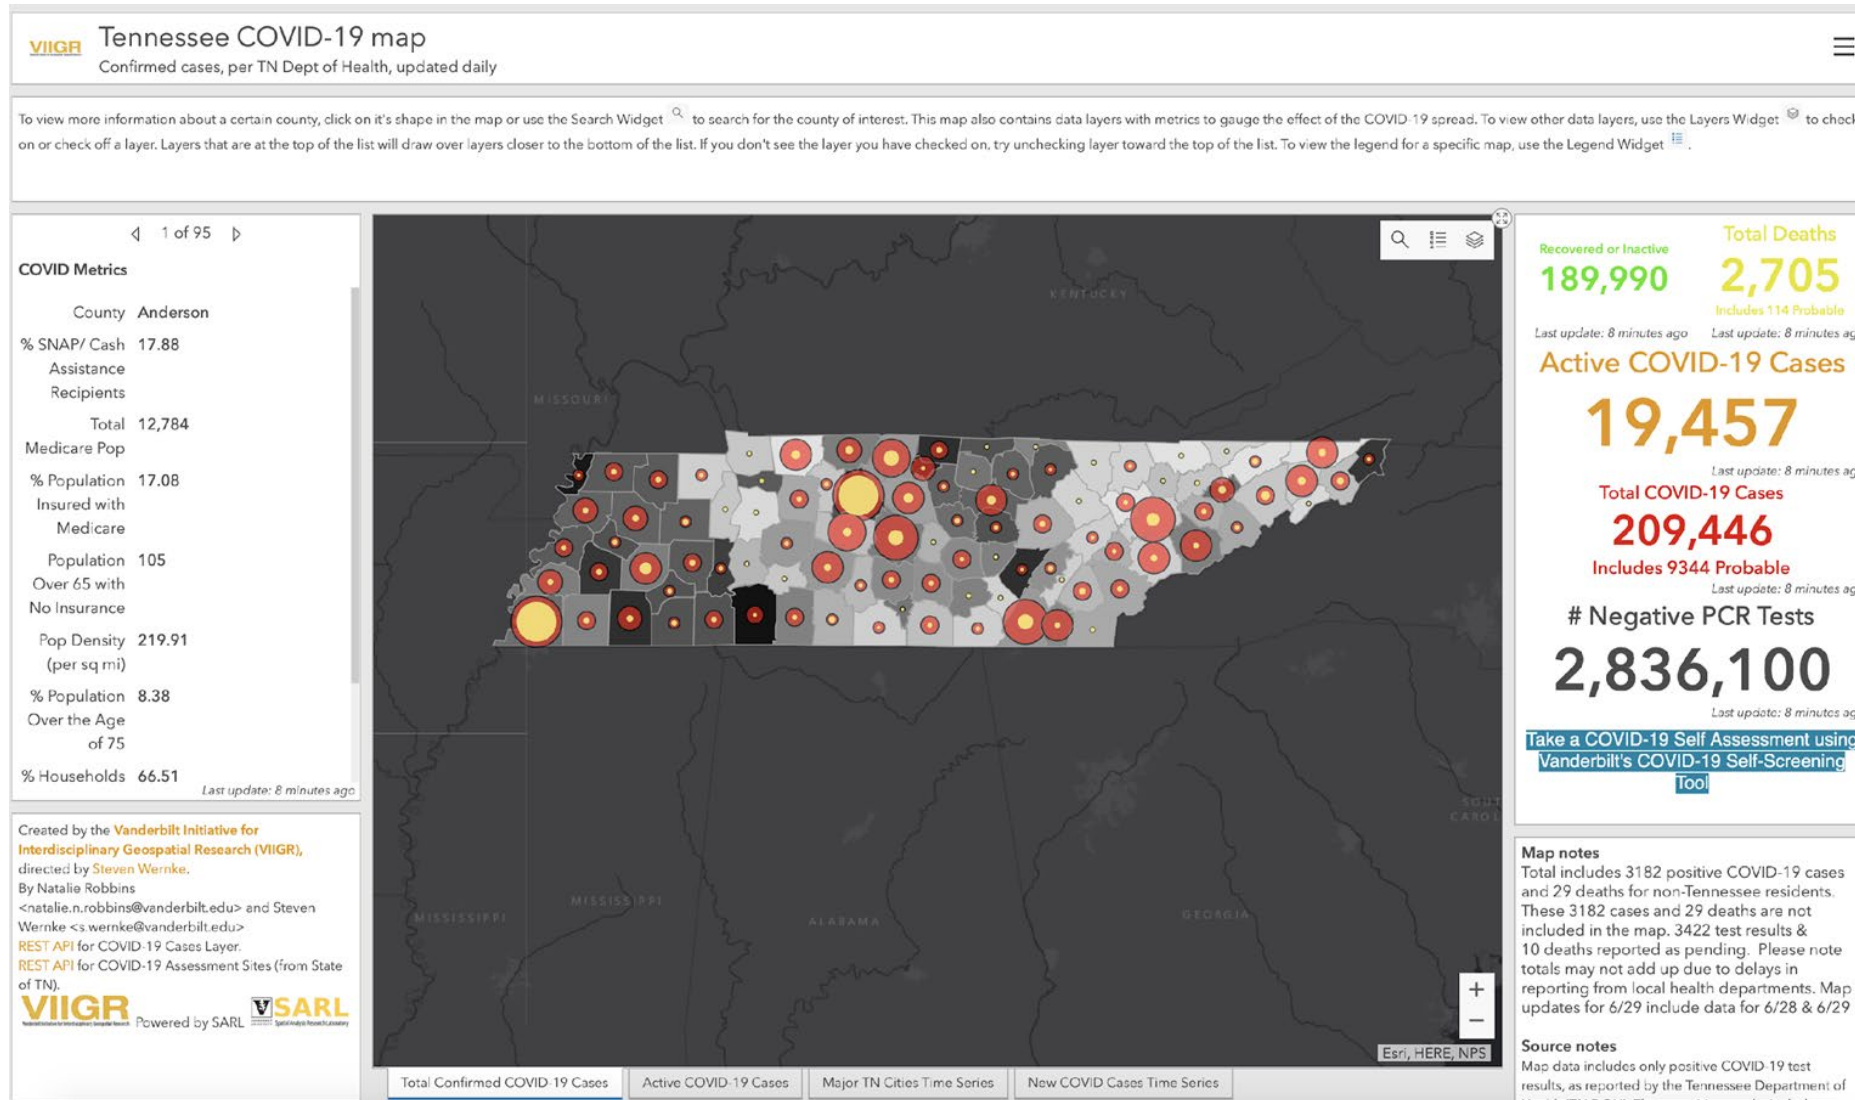 VIIGR
Tennessee COVID-19 map
Confirmed cases, per TN Dept of Health, updated daily
To view more information about a certain county, click on it's shape in the map or use the Search Widget to search for the county of interest. This map also contains data layers with metrics to gauge the effect of the COVID-19 spread. To view other data layers, use the Layers Widget to check
on or check off a layer. Layers that are at the top of the list will draw over layers closer to the bottom of the list. If you don't see the layer you have checked on, try unchecking layer toward the top of the list. To view the legend for a specific map, use the Legend Widget .
1 of 95
COVID Metrics
County Anderson
% SNAP/ Cash 17.88
Assistance
Recipients
Total 12,784
Medicare Pop
% Population 17.08
Insured with
Medicare
Population 105
Over 65 with
No Insurance
Pop Density 219.91
(per sq mi)
% Population 8.38
Over the Age
of 75
% Households 66.51
Last update: 8 minutes ago
Created by the Vanderbilt Initiative for
Interdisciplinary Geospatial Research (VIIGR),
directed by Steven Wernke.
By Natalie Robbins
<natalie.n.robbins@vanderbilt.edu> and Steven
Wernke <s.wernke@vanderbilt.edu>
REST API for COVID-19 Cases Layer.
REST API for COVID-19 Assessment Sites (from State
of TN).
VIIGR Powered by SARL V SARL
Spatial Analysis Research Laboratory
KENTUCKY
MISSOURI
MISSISSIPPI
MISSISSIPPI
ALABAMA
GEORGIA
SOUTH
CAROL
+
−
Esri, HERE, NPS
Total Confirmed COVID-19 Cases
Active COVID-19 Cases
Major TN Cities Time Series
New COVID Cases Time Series
Recovered or Inactive
189,990
Last update: 8 minutes ago
Total Deaths
2,705
Includes 114 Probable
Last update: 8 minutes ag
Active COVID-19 Cases
19,457
Last update: 8 minutes ag
Total COVID-19 Cases
209,446
Includes 9344 Probable
Last update: 8 minutes ag
# Negative PCR Tests
2,836,100
Last update: 8 minutes ag
Take a COVID-19 Self Assessment using
Vanderbilt's COVID-19 Self-Screening
Tool
Map notes
Total includes 3182 positive COVID-19 cases
and 29 deaths for non-Tennessee residents.
These 3182 cases and 29 deaths are not
included in the map. 3422 test results &
10 deaths reported as pending. Please note
totals may not add up due to delays in
reporting from local health departments. Map
updates for 6/29 include data for 6/28 & 6/29
Source notes
Map data includes only positive COVID-19 test
results, as reported by the Tennessee Department of